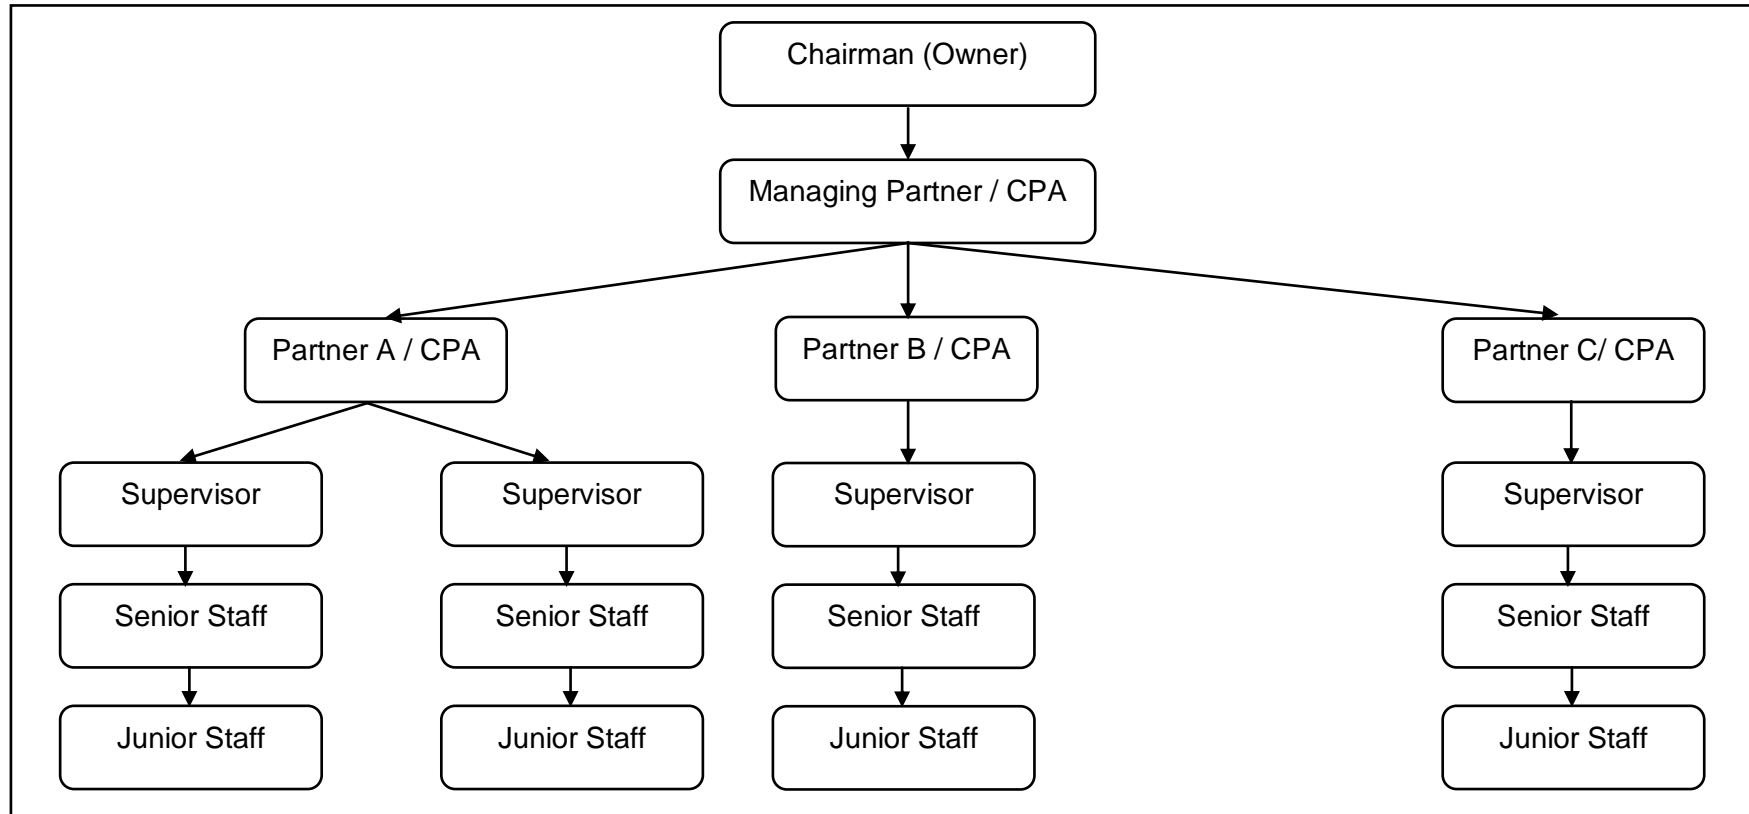 Chairman (Owner)
Managing Partner / CPA
Partner A / CPA
Partner B / CPA
Partner C/ CPA
Supervisor
Supervisor
Supervisor
Supervisor
Senior Staff
Senior Staff
Senior Staff
Senior Staff
Junior Staff
Junior Staff
Junior Staff
Junior Staff